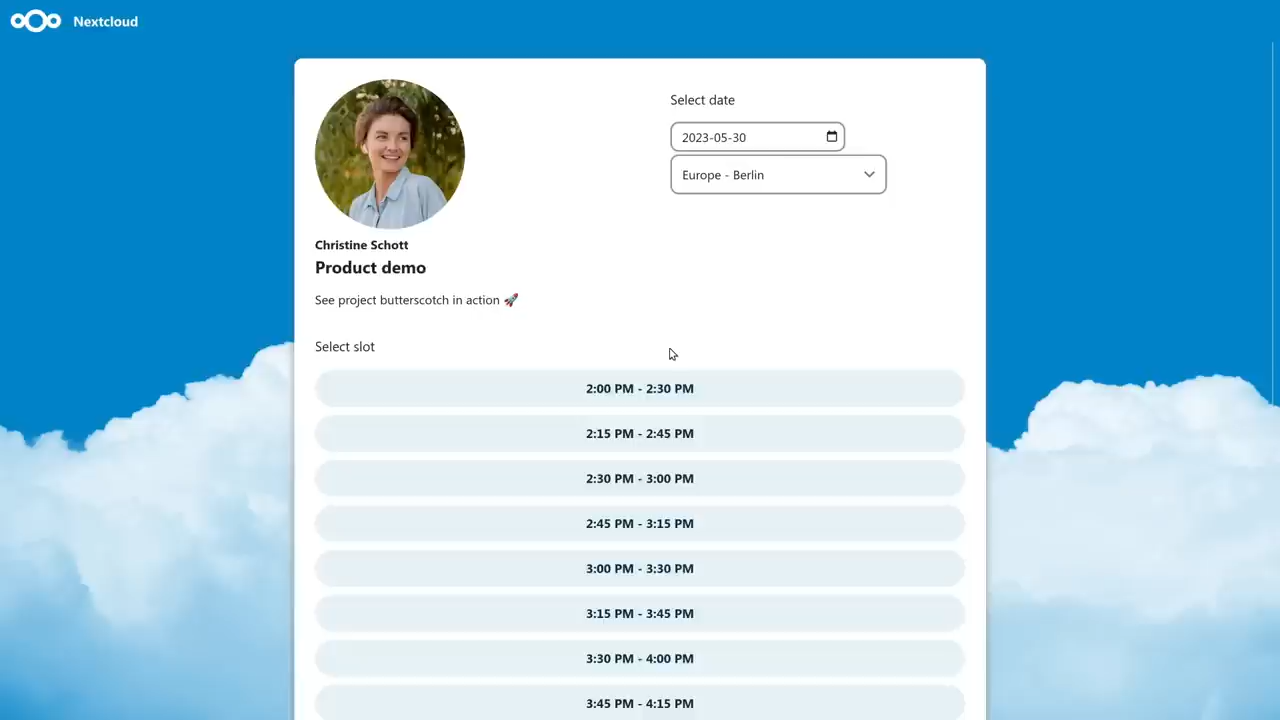 Nextcloud
Select date
2023-05-30
Europe - Berlin
Christine Schott
Product demo
See project butterscotch in action 🚀
Select slot
2:00 PM - 2:30 PM
2:15 PM - 2:45 PM
2:30 PM - 3:00 PM
2:45 PM - 3:15 PM
3:00 PM - 3:30 PM
3:15 PM - 3:45 PM
3:30 PM - 4:00 PM
3:45 PM - 4:15 PM